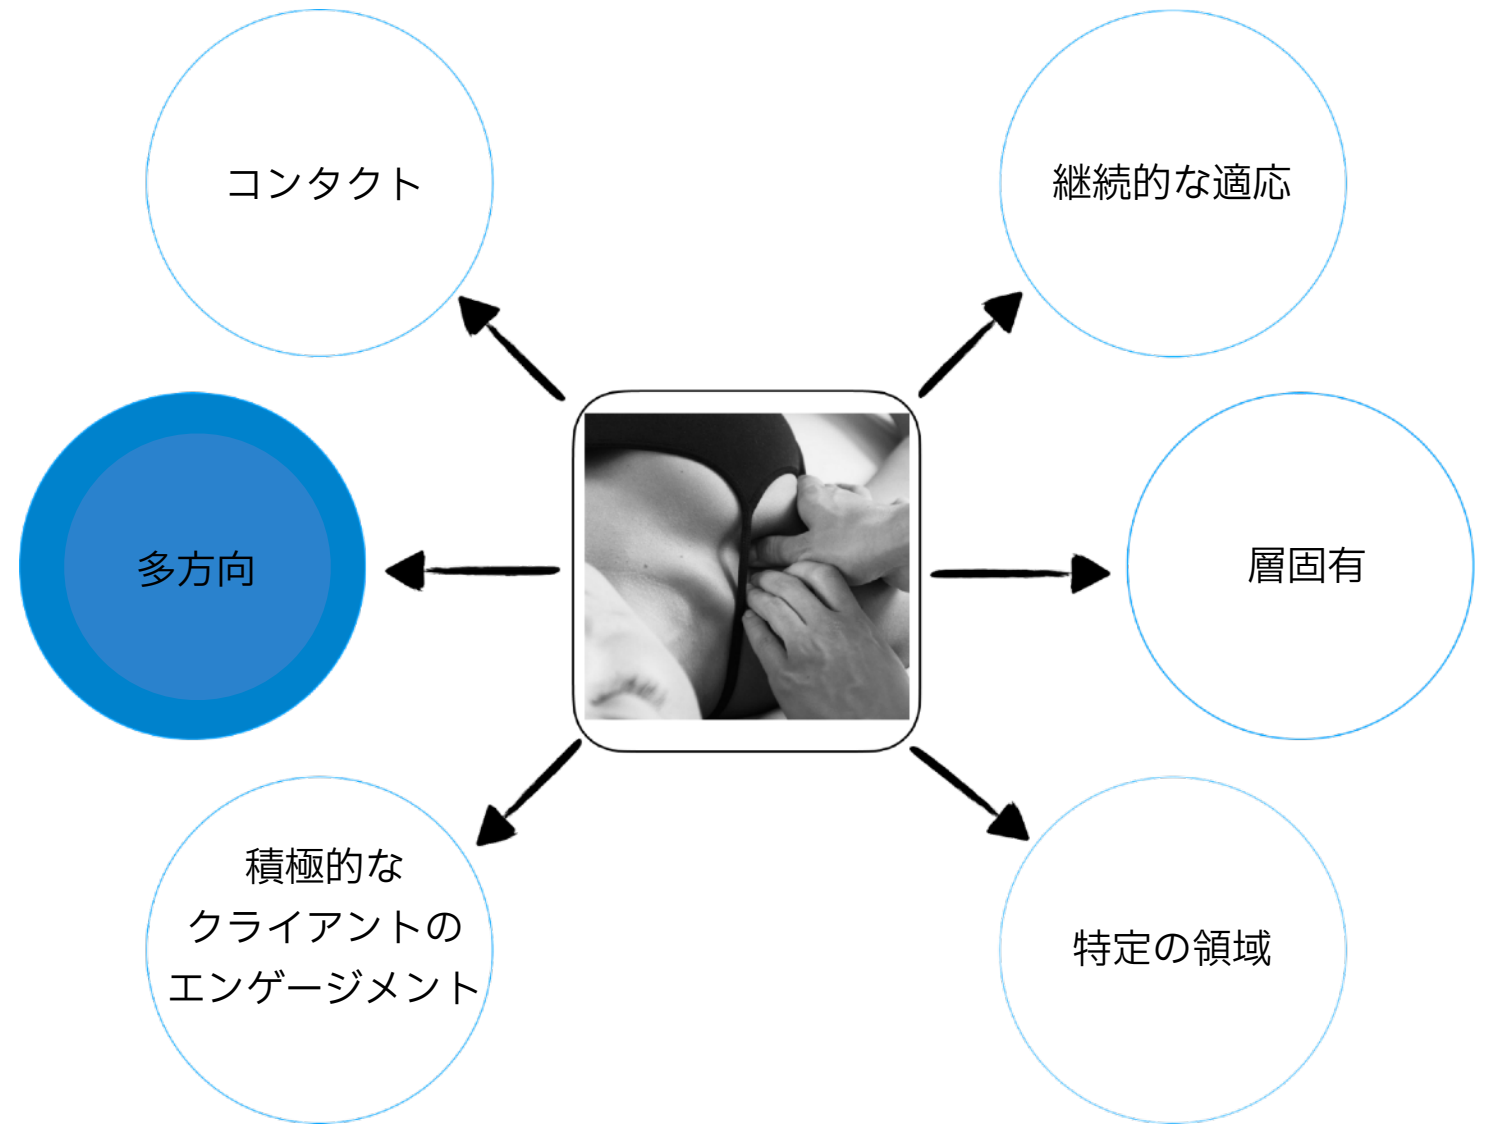 コンタクト
継続的な適応
多方向
層固有
積極的な
クライアントの
エンゲージメント
特定の領域